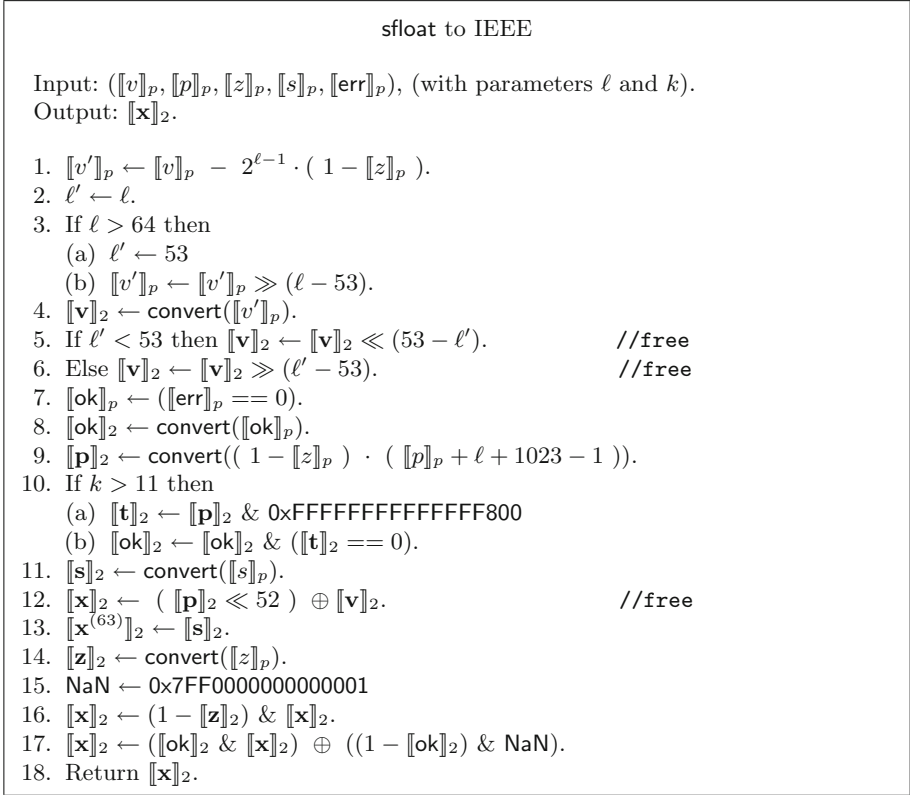 sfloat to IEEE
Input: (⟦v⟧ₚ, ⟦p⟧ₚ, ⟦z⟧ₚ, ⟦s⟧ₚ, ⟦err⟧ₚ), (with parameters ℓ and k).
Output: ⟦𝐱⟧₂.
1. ⟦v′⟧ₚ ← ⟦v⟧ₚ − 2^{ℓ−1} · ( 1 − ⟦z⟧ₚ ).
2. ℓ′ ← ℓ.
3. If ℓ > 64 then
(a) ℓ′ ← 53
(b) ⟦v′⟧ₚ ← ⟦v′⟧ₚ ≫ (ℓ − 53).
4. ⟦𝐯⟧₂ ← convert(⟦v′⟧ₚ).
5. If ℓ′ < 53 then ⟦𝐯⟧₂ ← ⟦𝐯⟧₂ ≪ (53 − ℓ′). //free
6. Else ⟦𝐯⟧₂ ← ⟦𝐯⟧₂ ≫ (ℓ′ − 53). //free
7. ⟦ok⟧ₚ ← (⟦err⟧ₚ == 0).
8. ⟦ok⟧₂ ← convert(⟦ok⟧ₚ).
9. ⟦𝐩⟧₂ ← convert(( 1 − ⟦z⟧ₚ ) · ( ⟦p⟧ₚ + ℓ + 1023 − 1 )).
10. If k > 11 then
(a) ⟦𝐭⟧₂ ← ⟦𝐩⟧₂ & 0xFFFFFFFFFFFFFF800
(b) ⟦ok⟧₂ ← ⟦ok⟧₂ & (⟦𝐭⟧₂ == 0).
11. ⟦𝐬⟧₂ ← convert(⟦s⟧ₚ).
12. ⟦𝐱⟧₂ ← ( ⟦𝐩⟧₂ ≪ 52 ) ⊕ ⟦𝐯⟧₂. //free
13. ⟦𝐱⁽⁶³⁾⟧₂ ← ⟦𝐬⟧₂.
14. ⟦𝐳⟧₂ ← convert(⟦z⟧ₚ).
15. NaN ← 0x7FF0000000000001
16. ⟦𝐱⟧₂ ← (1 − ⟦𝐳⟧₂) & ⟦𝐱⟧₂.
17. ⟦𝐱⟧₂ ← (⟦ok⟧₂ & ⟦𝐱⟧₂) ⊕ ((1 − ⟦ok⟧₂) & NaN).
18. Return ⟦𝐱⟧₂.